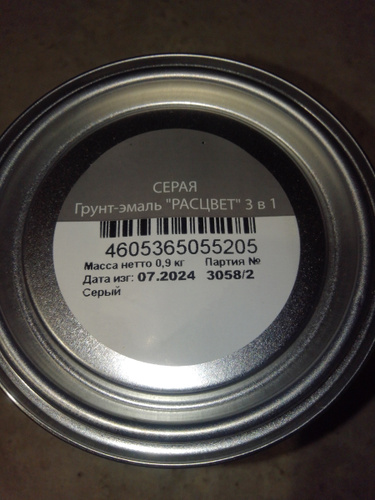 СЕРАЯ
Грунт-эмаль "РАСЦВЕТ" 3 в 1
4605365055205
Масса нетто 0,9 кг Партия №
Дата изг: 07.2024 3058/2
Серый